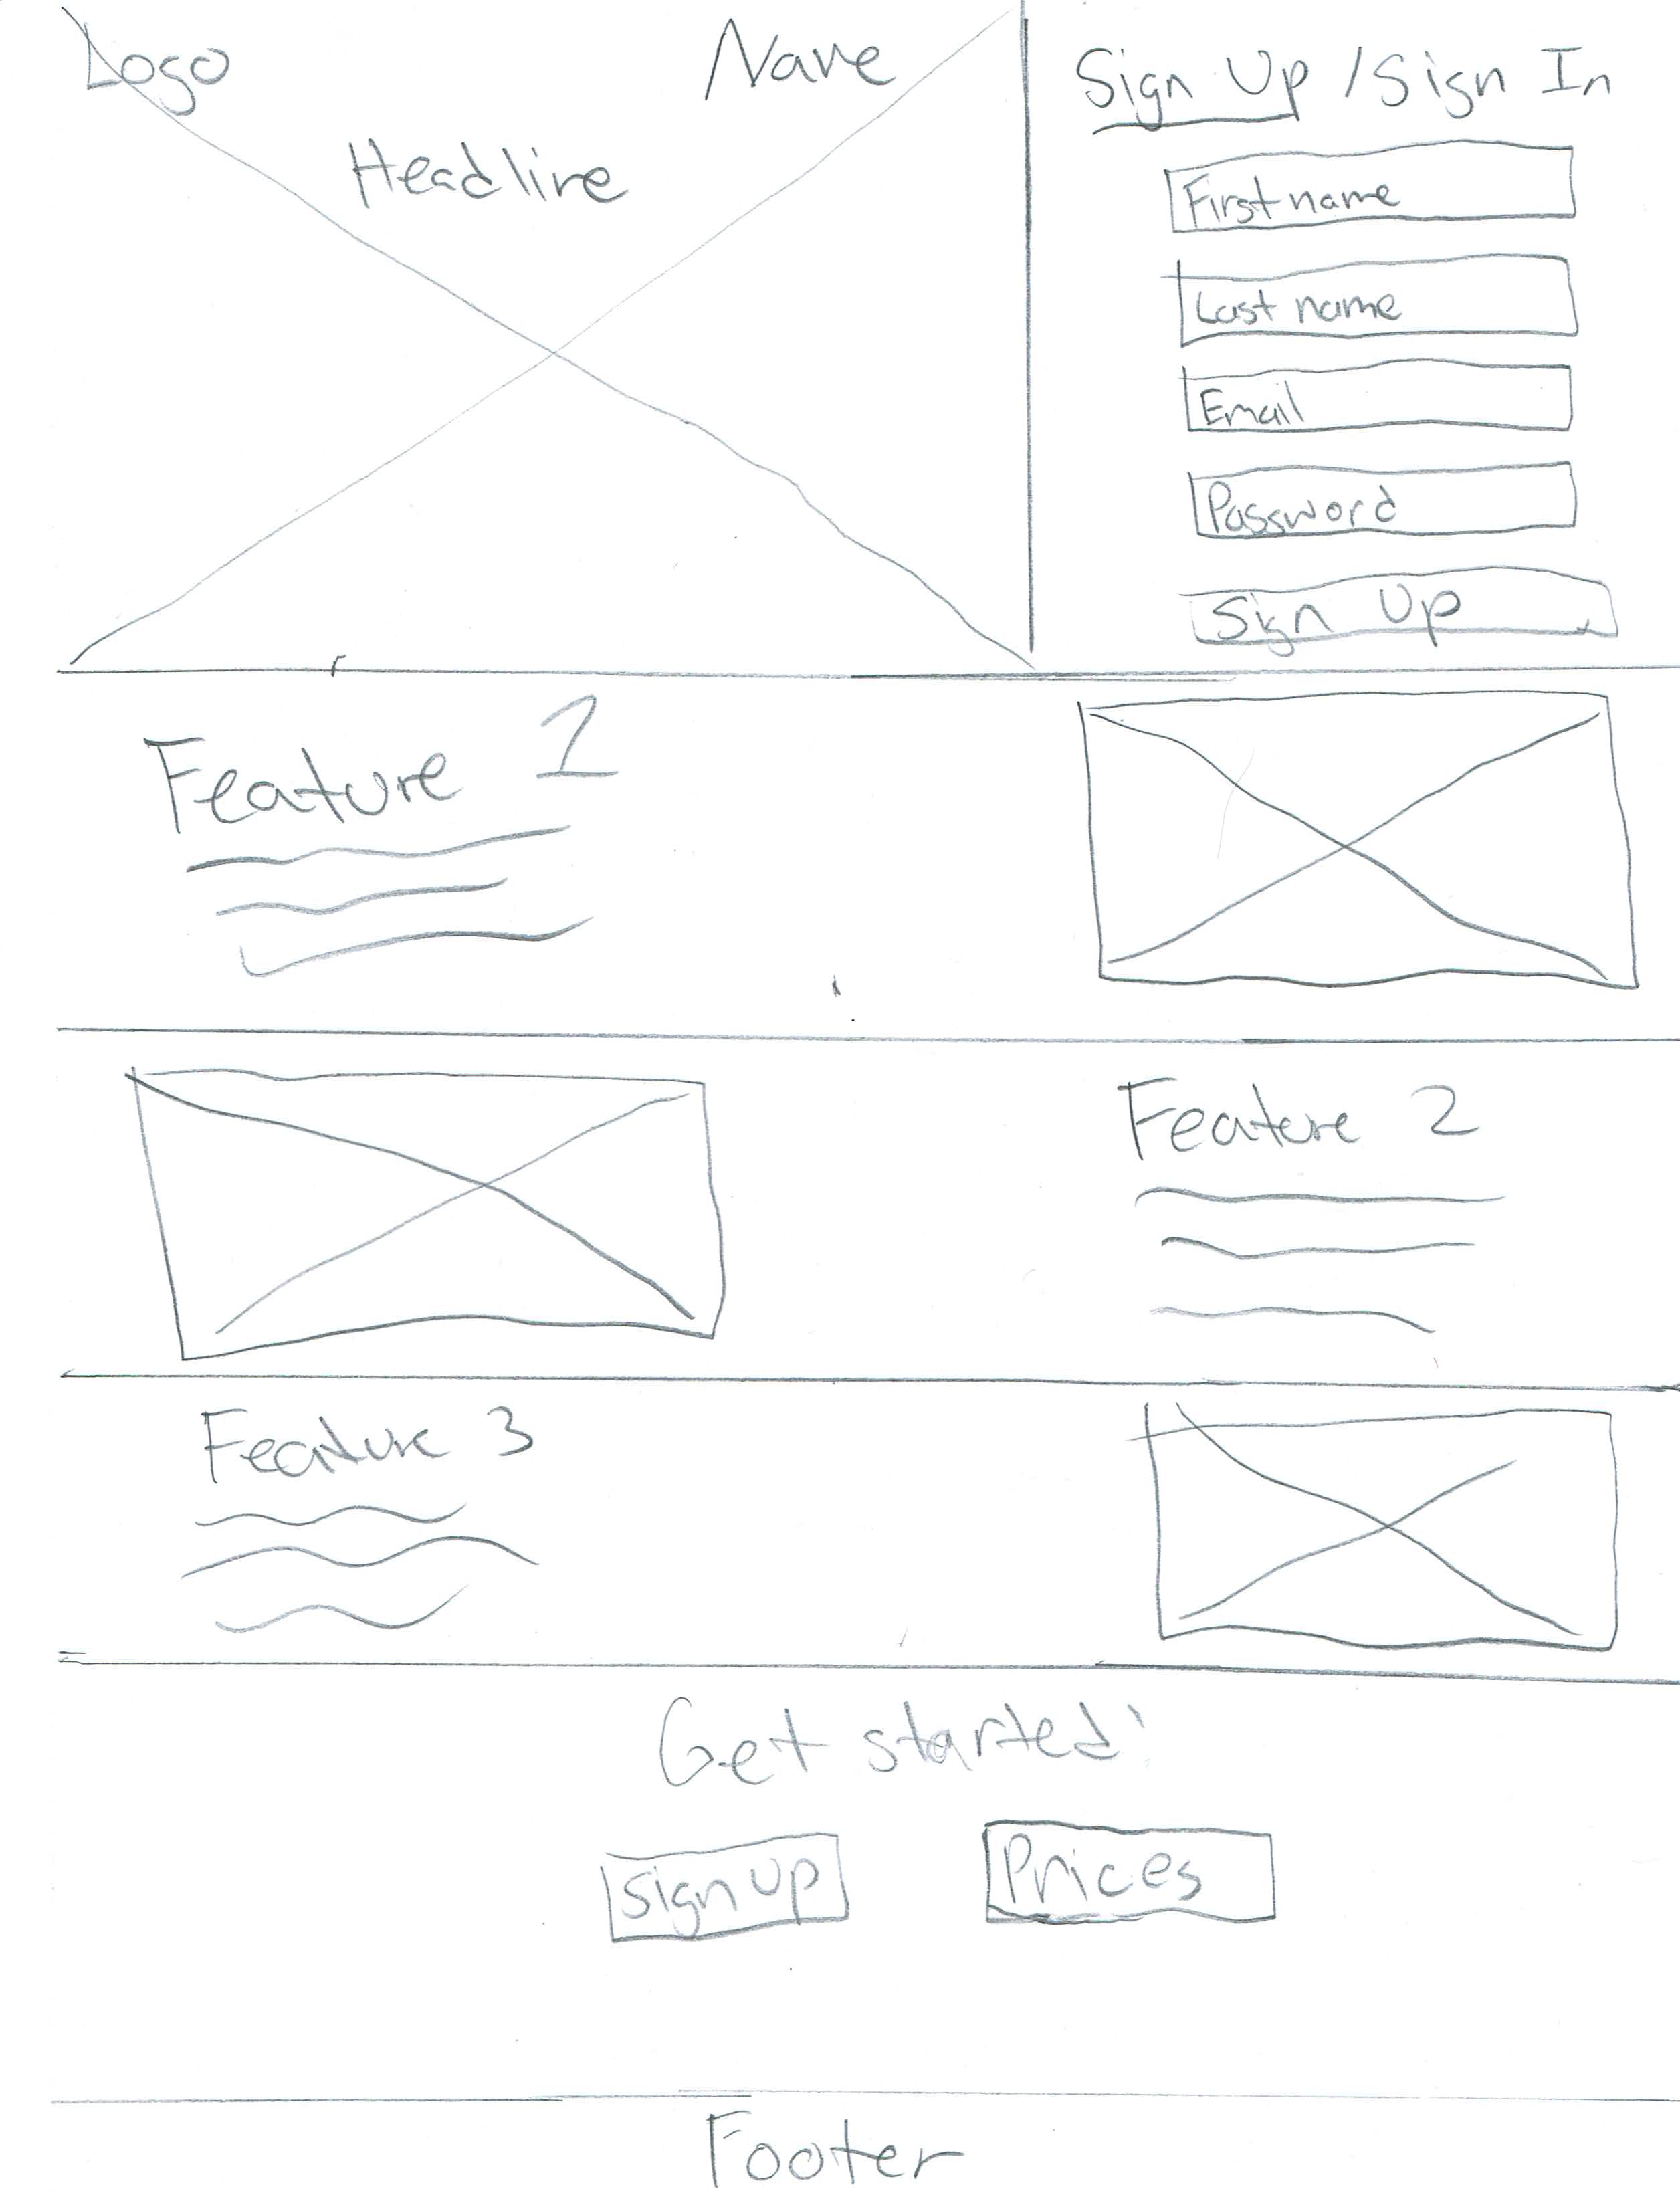 Logo
Name
Headline
Sign Up / Sign In
First name
Last name
Email
Password
Sign Up
Feature 1
Feature 2
Feature 3
Get started!
Sign up
Prices
Footer